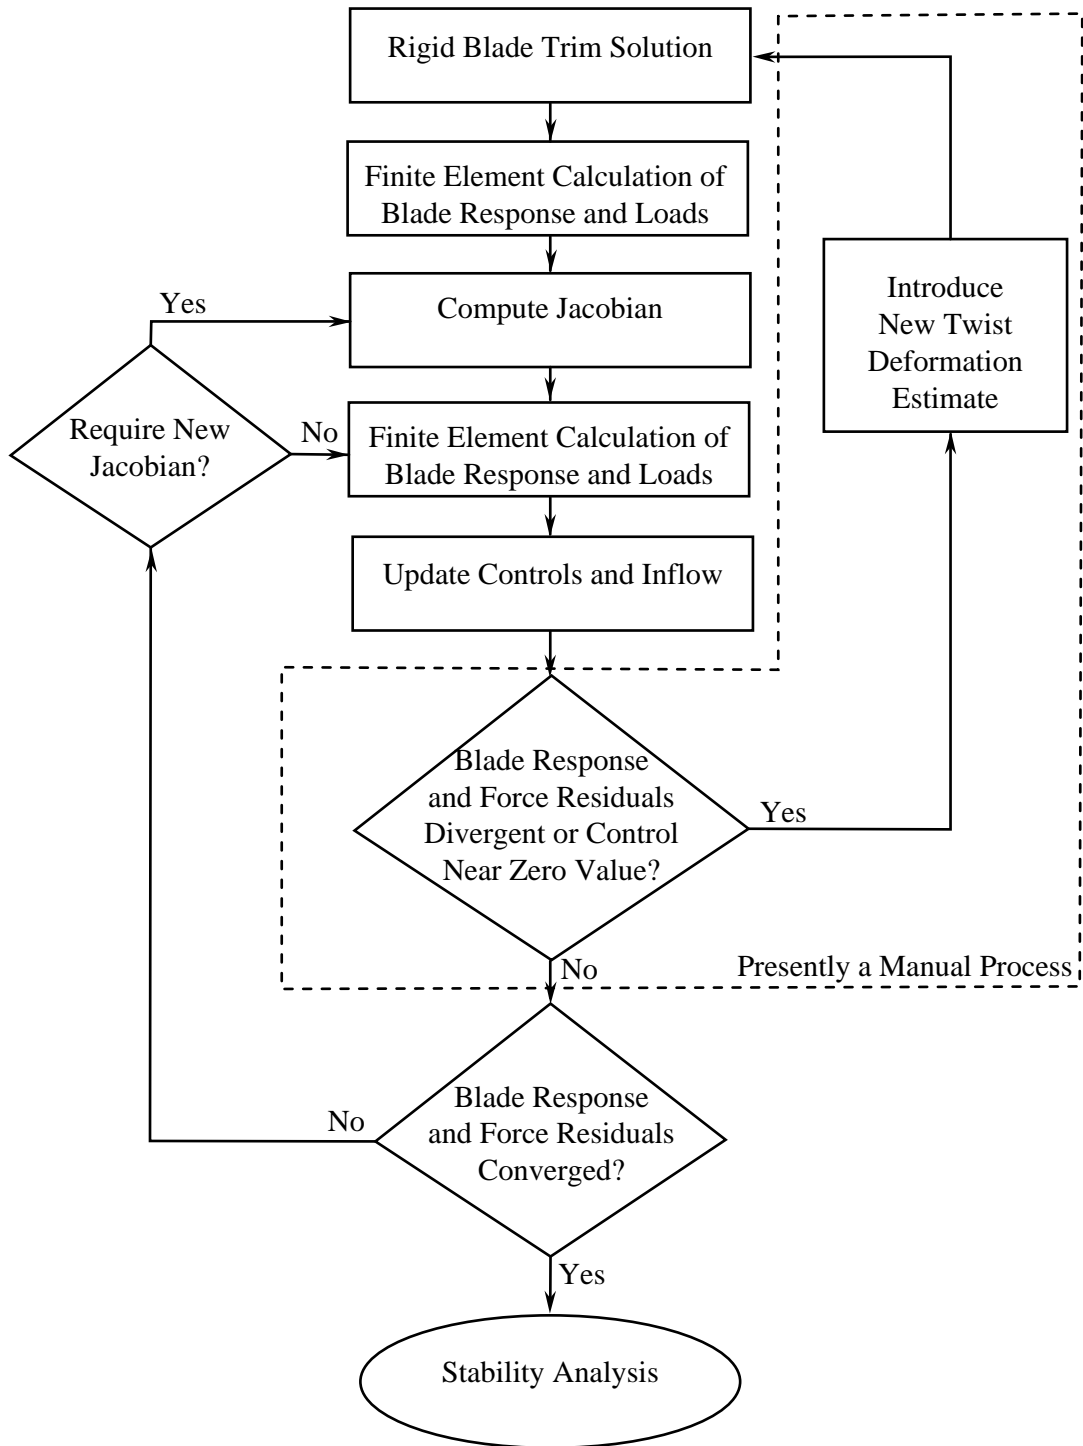 Rigid Blade Trim Solution
Finite Element Calculation of
Blade Response and Loads
Introduce
New Twist
Deformation
Estimate
Yes
Compute Jacobian
Require New
Jacobian?
No
Finite Element Calculation of
Blade Response and Loads
Update Controls and Inflow
Blade Response
and Force Residuals
Divergent or Control
Near Zero Value?
Yes
No
Presently a Manual Process
Blade Response
and Force Residuals
Converged?
No
Yes
Stability Analysis